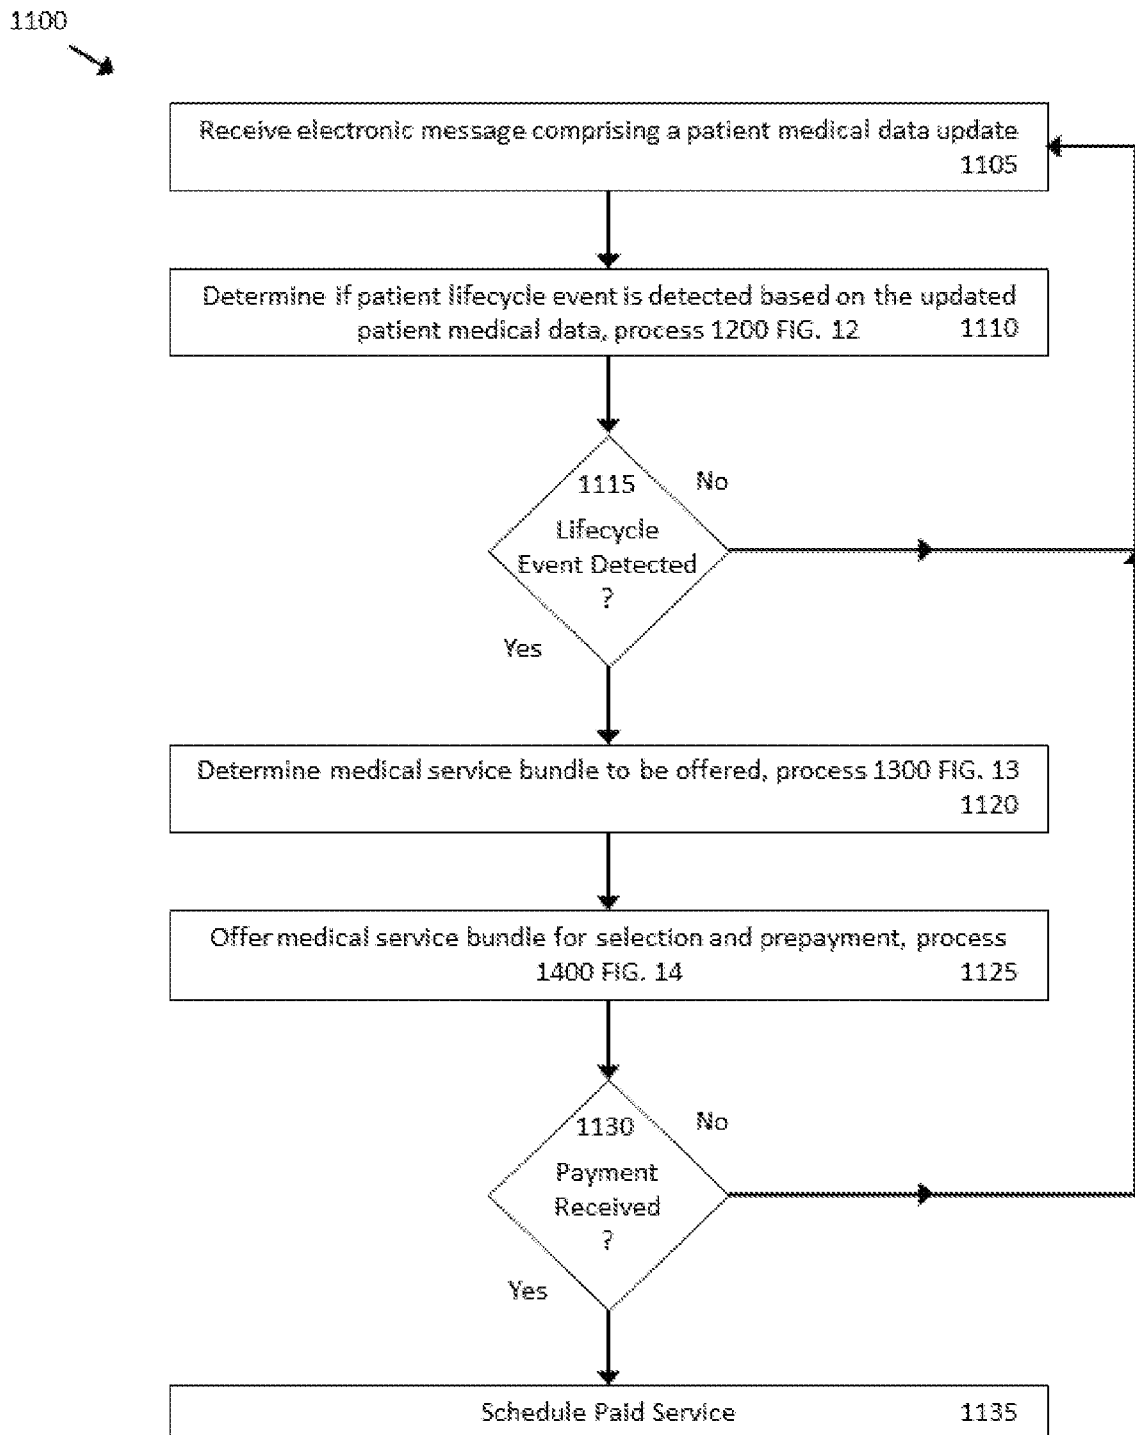 1100
Receive electronic message comprising a patient medical data update
1105
Determine if patient lifecycle event is detected based on the updated
patient medical data, process 1200 FIG. 12 1110
1115
No
Lifecycle
Event Detected
?
Yes
Determine medical service bundle to be offered, process 1300 FIG. 13
1120
Offer medical service bundle for selection and prepayment, process
1400 FIG. 14 1125
1130
No
Payment
Received
?
Yes
Schedule Paid Service 1135